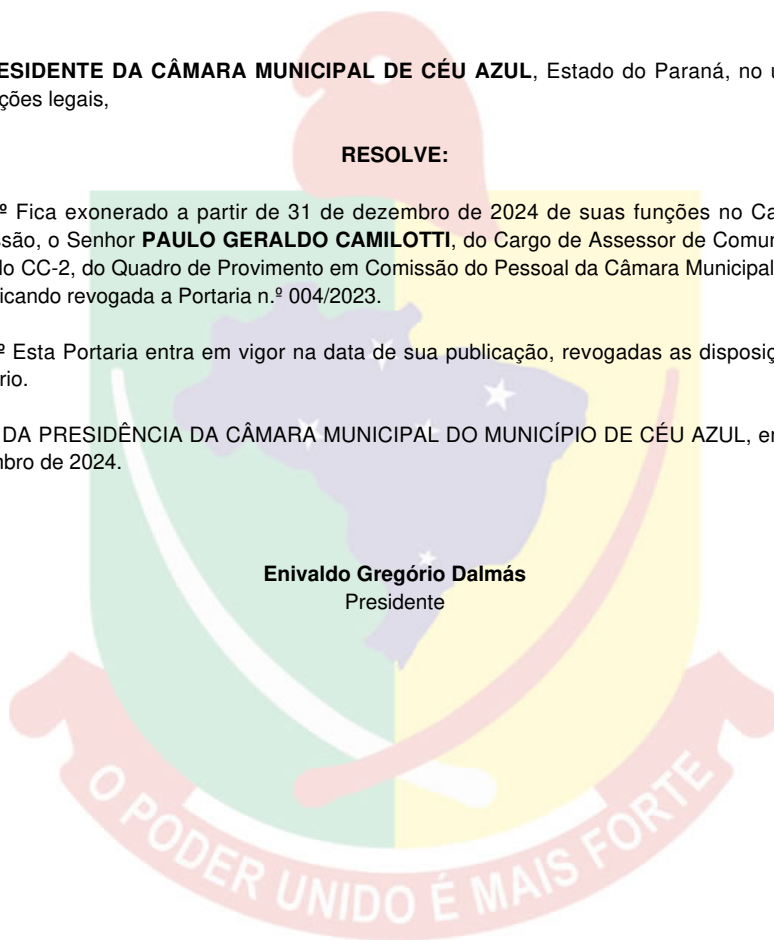 ESIDENTE DA CÂMARA MUNICIPAL DE CÉU AZUL, Estado do Paraná, no u
ções legais,
RESOLVE:
º Fica exonerado a partir de 31 de dezembro de 2024 de suas funções no Ca
ssão, o Senhor PAULO GERALDO CAMILOTTI, do Cargo de Assessor de Comu
lo CC-2, do Quadro de Provimento em Comissão do Pessoal da Câmara Municipal
icando revogada a Portaria n.º 004/2023.
º Esta Portaria entra em vigor na data de sua publicação, revogadas as disposiç
rio.
DA PRESIDÊNCIA DA CÂMARA MUNICIPAL DO MUNICÍPIO DE CÉU AZUL, e
mbro de 2024.
Enivaldo Gregório Dalmás
Presidente
O PODER UNIDO É MAIS FORTE